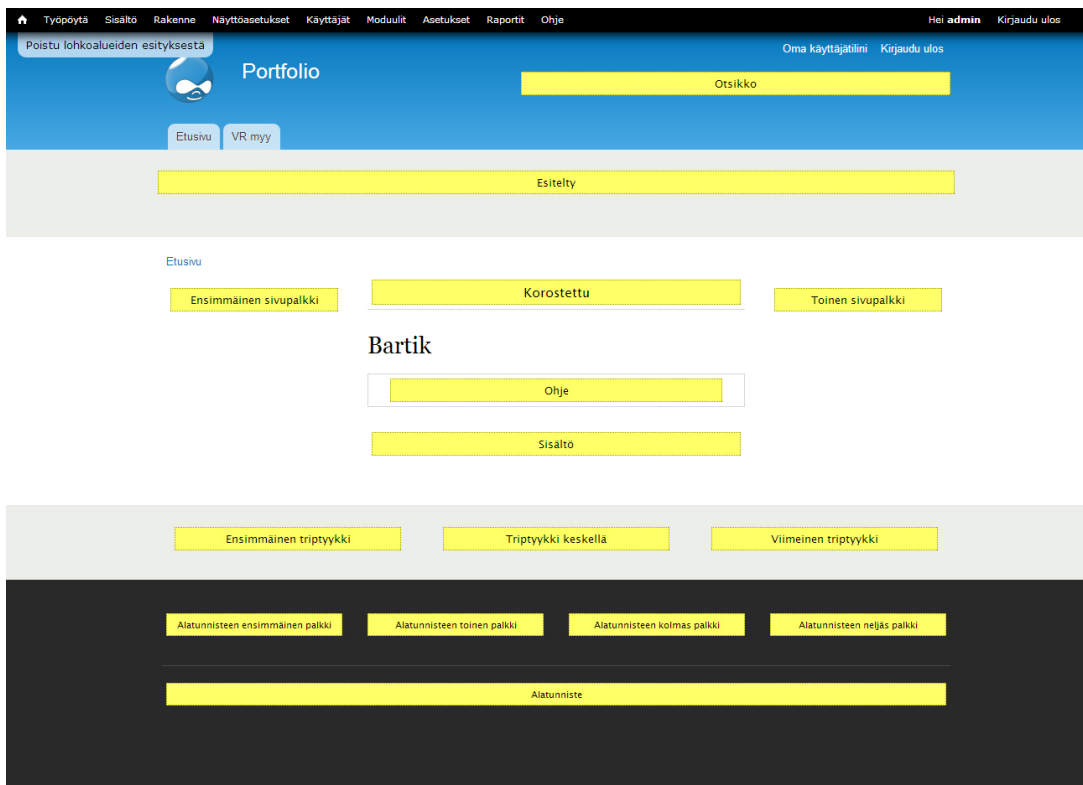 Työpöytä Sisältö Rakenne Näyttöasetukset Käyttäjät Moduulit Asetukset Raportit Ohje Hei admin Kirjaudu ulos
Poistu lohkoalueiden esityksestä
Oma käyttäjätilini Kirjaudu ulos
Portfolio
Otsikko
Etusivu VR myy
Esitelty
Etusivu
Ensimmäinen sivupalkki Korostettu Toinen sivupalkki
Bartik
Ohje
Sisältö
Ensimmäinen triptyykki Triptyykki keskellä Viimeinen triptyykki
Alatunnisteen ensimmäinen palkki Alatunnisteen toinen palkki Alatunnisteen kolmas palkki Alatunnisteen neljäs palkki
Alatunniste